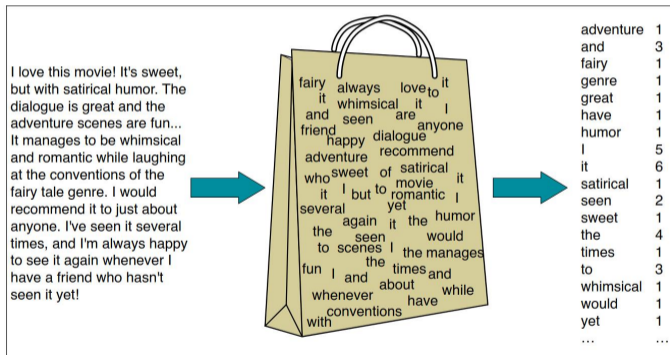 I love this movie! It's sweet,
but with satirical humor. The
dialogue is great and the
adventure scenes are fun...
It manages to be whimsical
and romantic while laughing
at the conventions of the
fairy tale genre. I would
recommend it to just about
anyone. I've seen it several
times, and I'm always happy
to see it again whenever I
have a friend who hasn't
seen it yet!
fairy always love to it
it whimsical it I
and seen are
friend anyone
happy dialogue
adventure recommend
who sweet of satirical
it I but to movie it
romantic I
several yet
again it the humor
the seen would
to scenes I the manages
fun the times and
I and about
whenever have while
conventions
with
adventure 1
and 3
fairy 1
genre 1
great 1
have 1
humor 1
I 5
it 6
satirical 1
seen 2
sweet 1
the 4
times 1
to 3
whimsical 1
would 1
yet 1
... ...